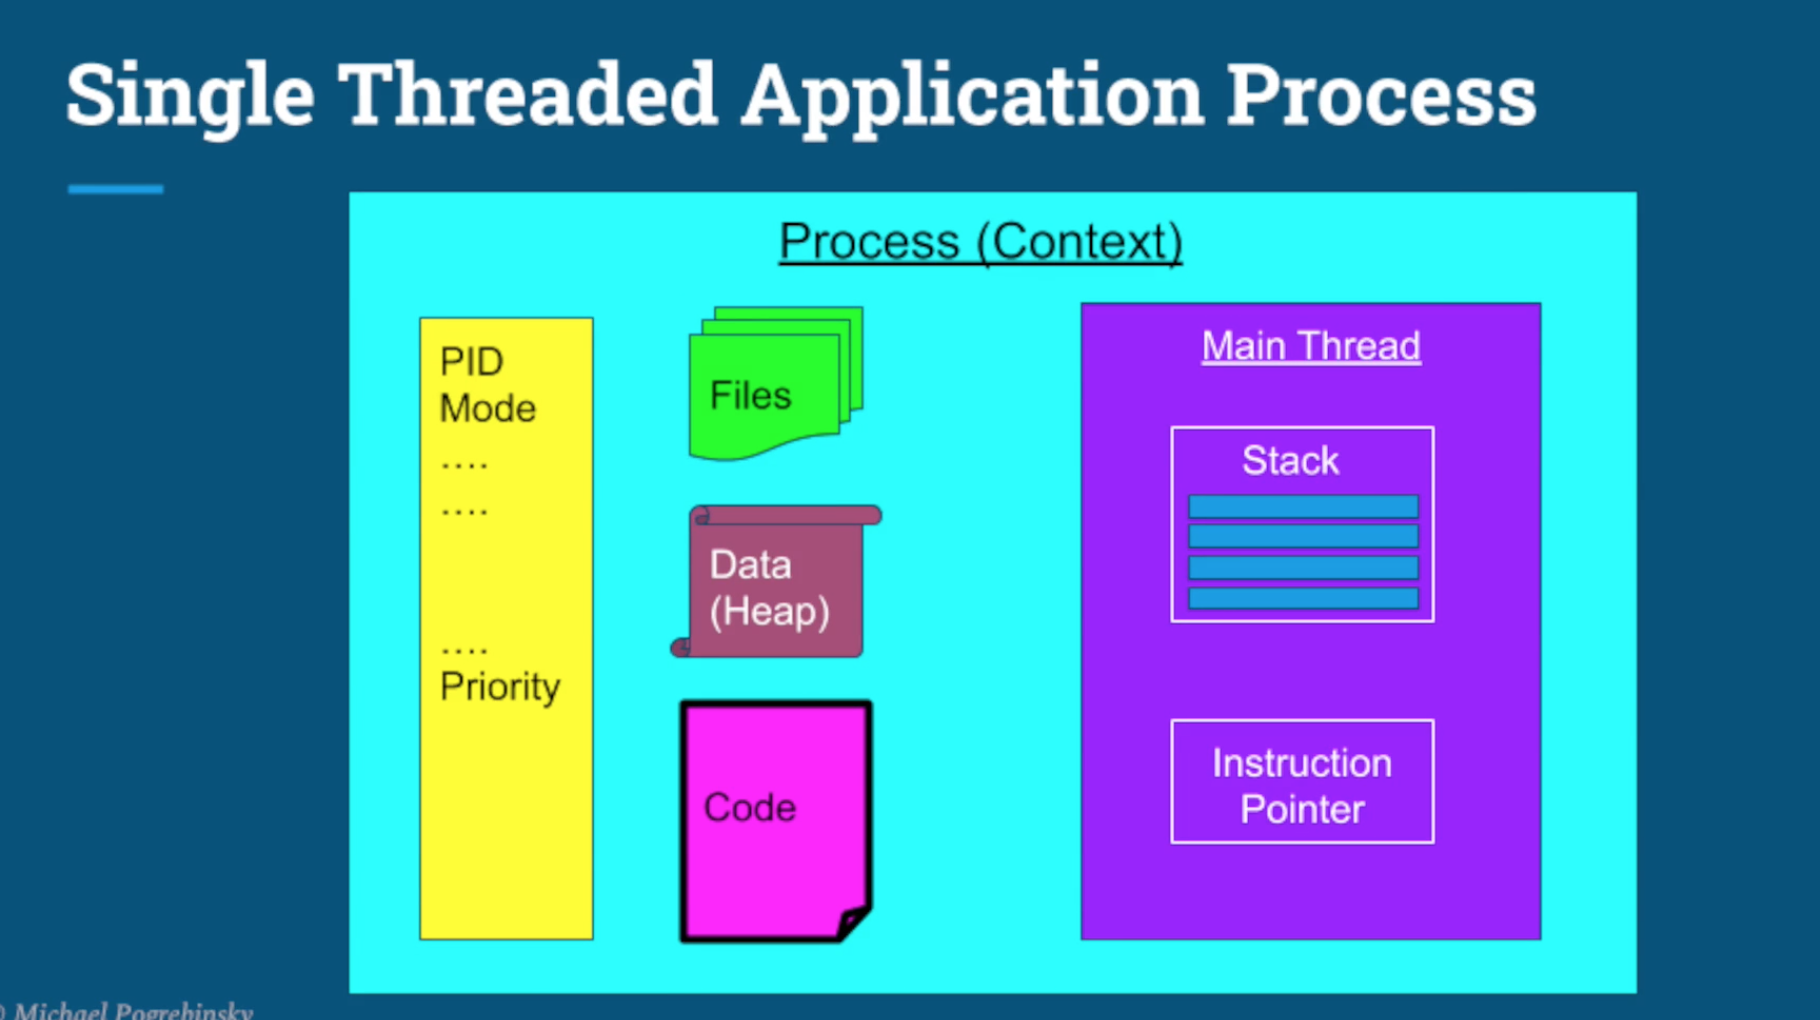 Single Threaded Application Process
Process (Context)
PID
Mode
....
....
....
Priority
Files
Data
(Heap)
Code
Main Thread
Stack
Instruction
Pointer
© Michael Pogrebinsky